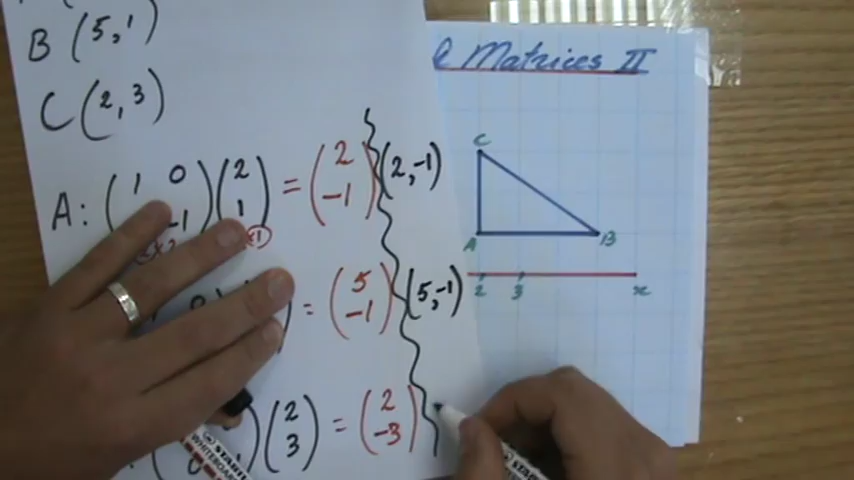 l Matrices II
B (5,1)
C (2,3)
A: (1 0 -1) (2 1) = (2 -1) (2,-1)
= (5 -1) (5,-1)
(2 3) = (2 -3)
C
A B
2 3 x
WHITEBOARD